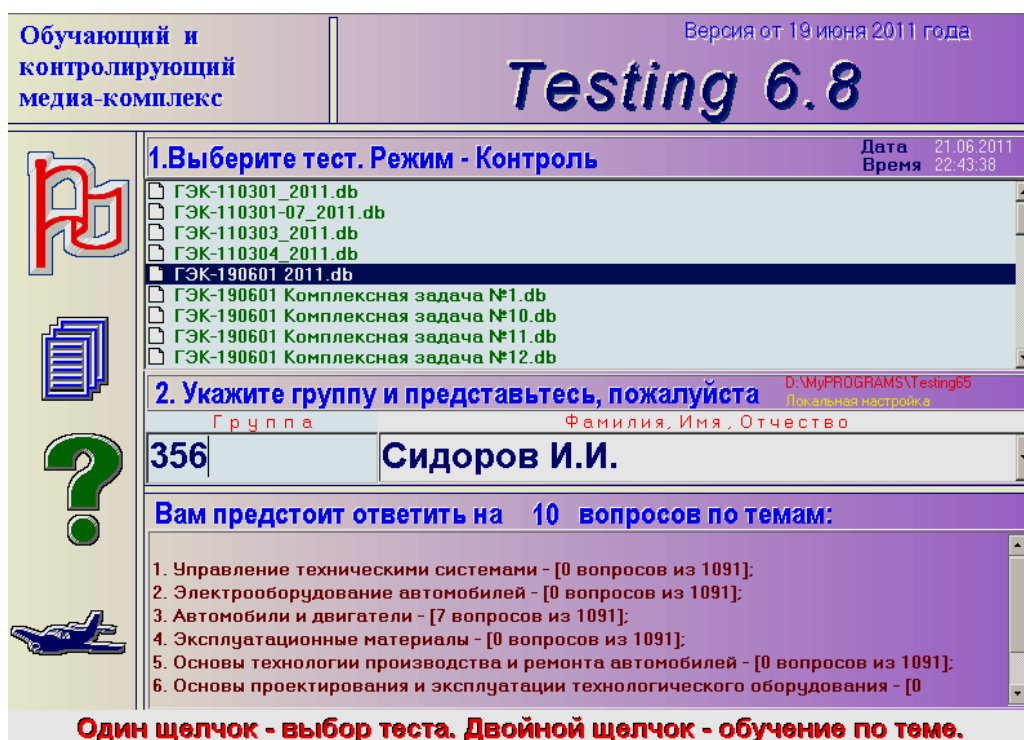 Обучающий и
контролирующий
медиа-комплекс
Версия от 19 июня 2011 года
Testing 6.8
1.Выберите тест. Режим - Контроль
Дата 21.06.2011
Время 22:43:38
ГЭК-110301_2011.db
ГЭК-110301-07_2011.db
ГЭК-110303_2011.db
ГЭК-110304_2011.db
ГЭК-190601 2011.db
ГЭК-190601 Комплексная задача №1.db
ГЭК-190601 Комплексная задача №10.db
ГЭК-190601 Комплексная задача №11.db
ГЭК-190601 Комплексная задача №12.db
2. Укажите группу и представьтесь, пожалуйста
D:\MyPROGRAMS\Testing65
Локальная настройка
Группа Фамилия, Имя, Отчество
356 Сидоров И.И.
Вам предстоит ответить на 10 вопросов по темам:
1. Управление техническими системами - [0 вопросов из 1091];
2. Электрооборудование автомобилей - [0 вопросов из 1091];
3. Автомобили и двигатели - [7 вопросов из 1091];
4. Эксплуатационные материалы - [0 вопросов из 1091];
5. Основы технологии производства и ремонта автомобилей - [0 вопросов из 1091];
6. Основы проектирования и эксплуатации технологического оборудования - [0
Один щелчок - выбор теста. Двойной щелчок - обучение по теме.